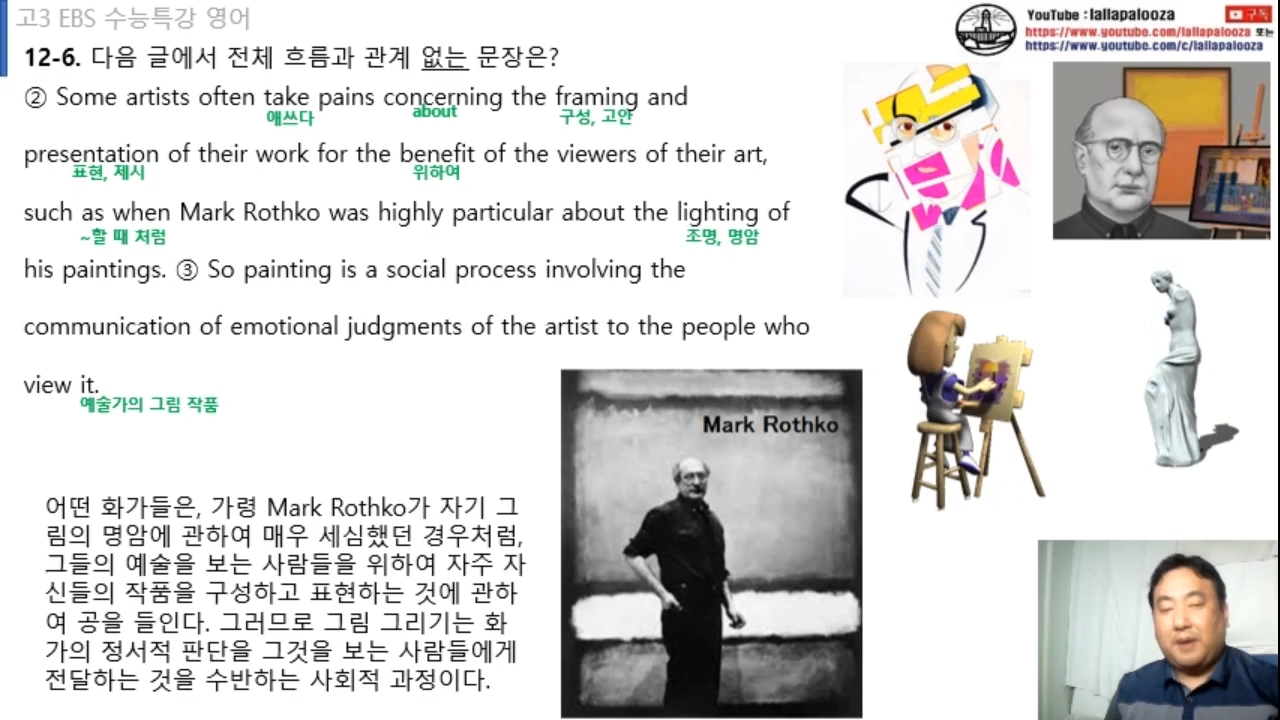 고3 EBS 수능특강 영어
YouTube : lallapalooza
구독
https://www.youtube.com/lallapalooza 또는
https://www.youtube.com/c/lallapalooza
12-6. 다음 글에서 전체 흐름과 관계 없는 문장은?
② Some artists often take pains concerning the framing and
애쓰다 about 구성, 고안
presentation of their work for the benefit of the viewers of their art,
표현, 제시 위하여
such as when Mark Rothko was highly particular about the lighting of
~할 때 처럼 조명, 명암
his paintings. ③ So painting is a social process involving the
communication of emotional judgments of the artist to the people who
view it.
예술가의 그림 작품
Mark Rothko
어떤 화가들은, 가령 Mark Rothko가 자기 그
림의 명암에 관하여 매우 세심했던 경우처럼,
그들의 예술을 보는 사람들을 위하여 자주 자
신들의 작품을 구성하고 표현하는 것에 관하
여 공을 들인다. 그러므로 그림 그리기는 화
가의 정서적 판단을 그것을 보는 사람들에게
전달하는 것을 수반하는 사회적 과정이다.